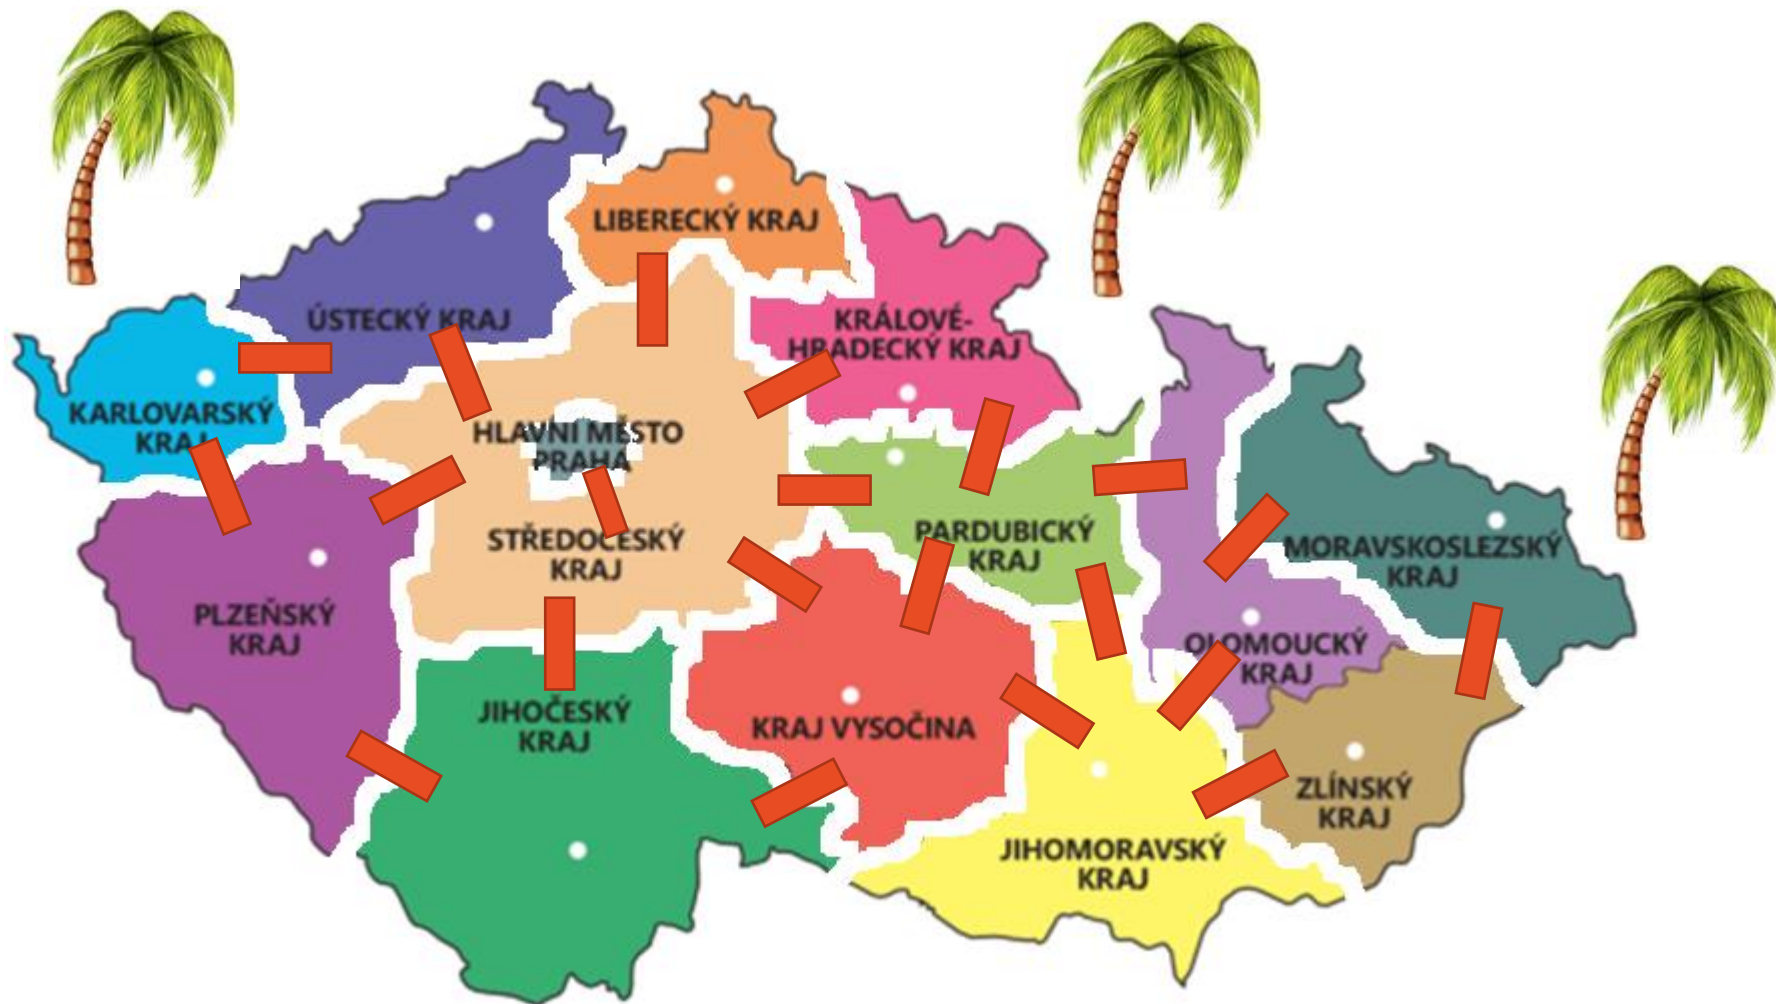 LIBERECKÝ KRAJ
ÚSTECKÝ KRAJ
KRÁLOVÉ-
HRADECKÝ KRAJ
KARLOVARSKÝ
KRAJ
HLAVNÍ MĚSTO
PRAHA
STŘEDOČESKÝ
KRAJ
PARDUBICKÝ
KRAJ
MORAVSKOSLEZSKÝ
KRAJ
PLZEŇSKÝ
KRAJ
OLOMOUCKÝ
KRAJ
JIHOČESKÝ
KRAJ
KRAJ VYSOČINA
ZLÍNSKÝ
KRAJ
JIHOMORAVSKÝ
KRAJ